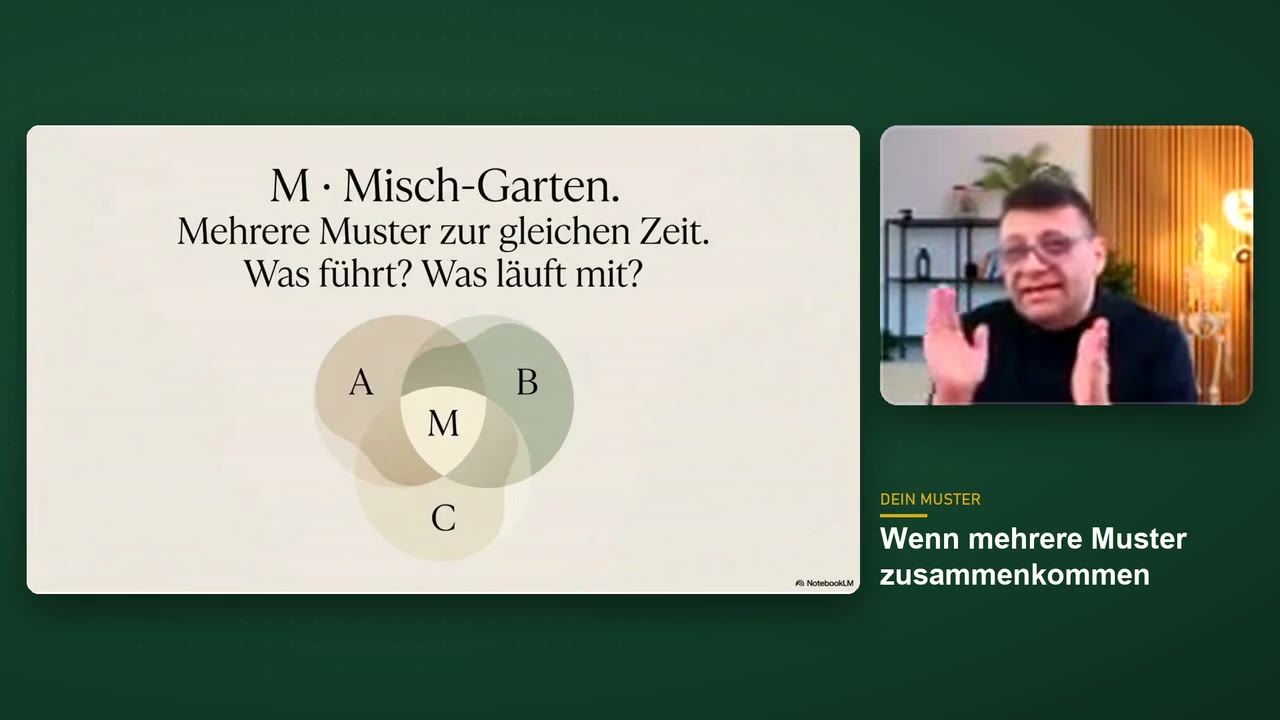 M · Misch-Garten.
Mehrere Muster zur gleichen Zeit.
Was führt? Was läuft mit?
A
B
M
C
NotebookLM
DEIN MUSTER
Wenn mehrere Muster
zusammenkommen